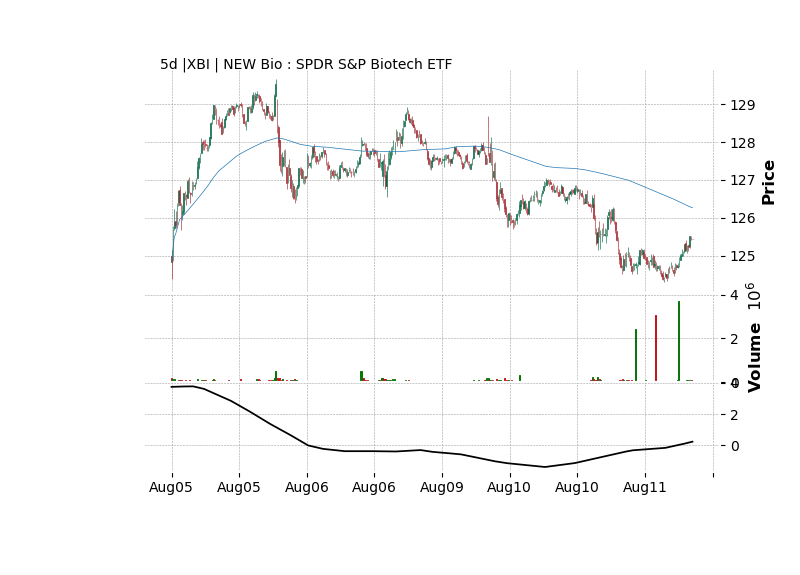 5d |XBI | NEW Bio : SPDR S&P Biotech ETF
129
128
127
126
125
Price
4
2
0
Volume 10^6
4
2
0
Aug05 Aug05 Aug06 Aug06 Aug09 Aug10 Aug10 Aug11